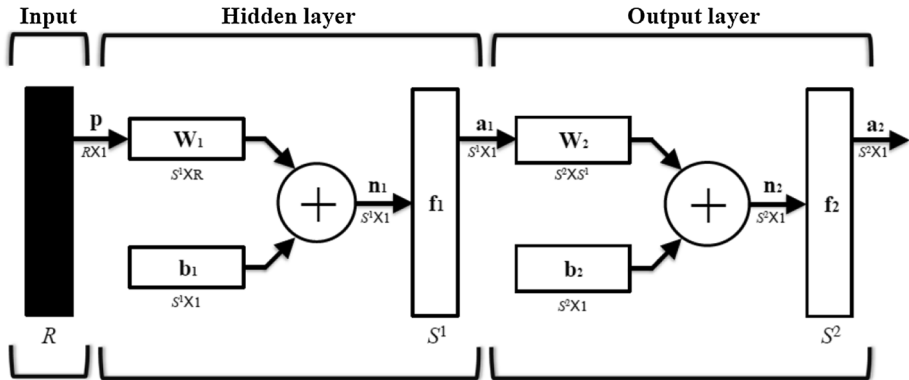 Input Hidden layer Output layer
p
RX1
W1
S¹XR
b1
S¹X1
+
n1
S¹X1
f1
a1
S¹X1
W2
S²XS¹
b2
S²X1
+
n2
S²X1
f2
a2
S²X1
R S¹ S²